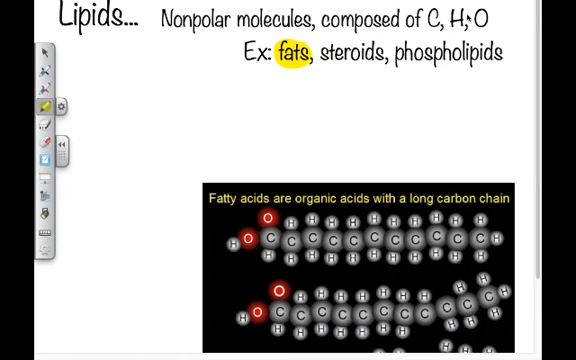 Lipids... Nonpolar molecules, composed of C, H, O
Ex: fats, steroids, phospholipids
Fatty acids are organic acids with a long carbon chain
O H H H H H H H H H H
H O C C C C C C C C C C C H
H H H H H H H H H H
O H H H H H H H H H
H O C C C C C C C C C C C
H H H H H H H H H
H H H